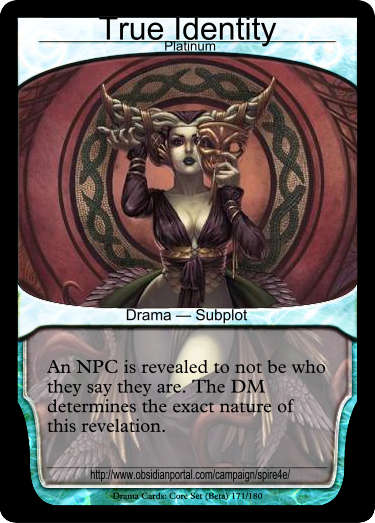 True Identity
Platinum
Drama — Subplot
An NPC is revealed to not be who
they say they are. The DM
determines the exact nature of
this revelation.
http://www.obsidianportal.com/campaign/spire4e/
Drama Cards: Core Set (Beta) 171/180